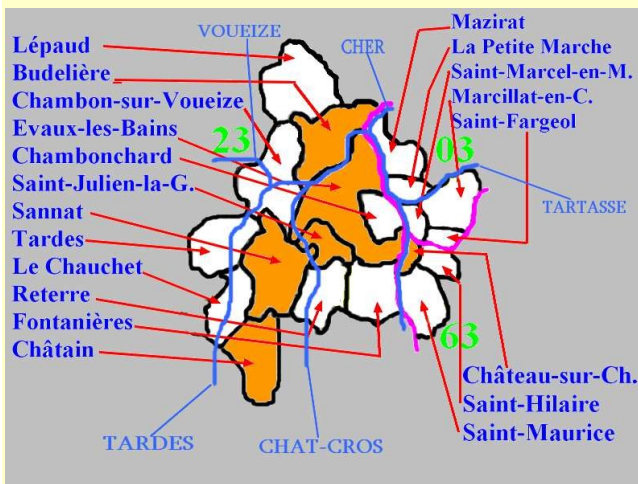 VOUEIZE
CHER
Lépaud
Budelière
Chambon-sur-Voueize
Evaux-les-Bains
Chambonchard
Saint-Julien-la-G.
Sannat
Tardes
Le Chauchet
Reterre
Fontanières
Châtain
Mazirat
La Petite Marche
Saint-Marcel-en-M.
Marcillat-en-C.
Saint-Fargeol
23
03
TARTASSE
63
Château-sur-Ch.
Saint-Hilaire
Saint-Maurice
TARDES
CHAT-CROS